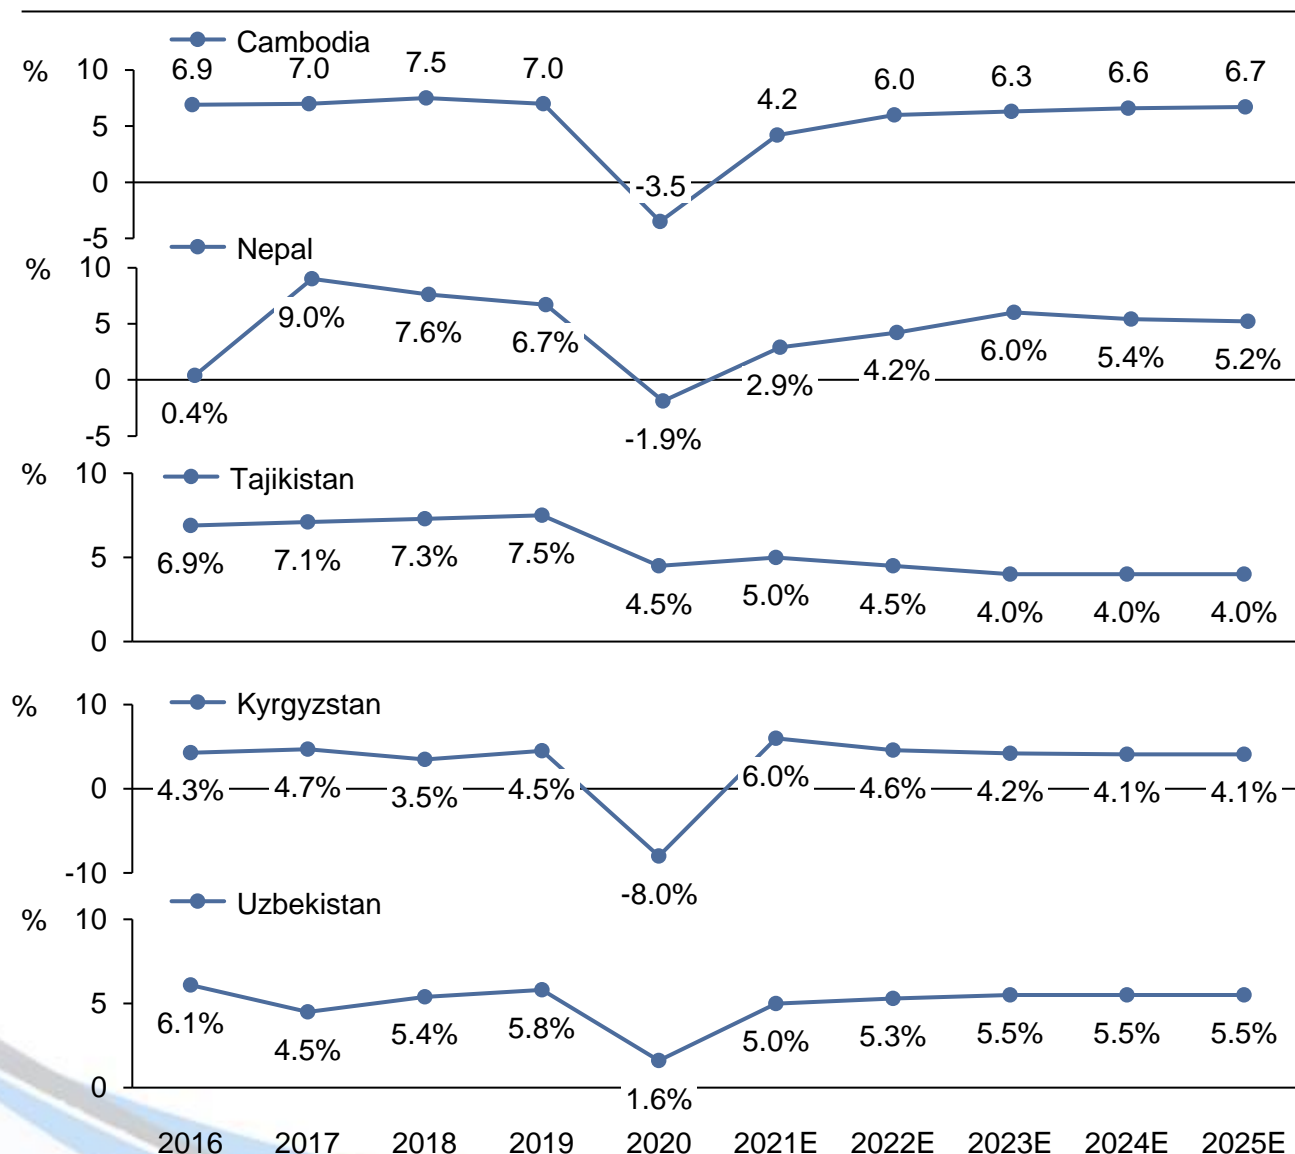 Cambodia
% 10 6.9 7.0 7.5 7.0 4.2 6.0 6.3 6.6 6.7
5
0 -3.5
-5
Nepal
% 10
5 9.0% 7.6% 6.7% 6.0% 5.4% 5.2%
0 0.4% 2.9% 4.2%
-5 -1.9%
Tajikistan
% 10
5 6.9% 7.1% 7.3% 7.5%
4.5% 5.0% 4.5% 4.0% 4.0% 4.0%
0
Kyrgyzstan
% 10
0 4.3% 4.7% 3.5% 4.5% 6.0% 4.6% 4.2% 4.1% 4.1%
-10 -8.0%
Uzbekistan
% 10
5 6.1% 4.5% 5.4% 5.8% 5.0% 5.3% 5.5% 5.5% 5.5%
0 1.6%
2016 2017 2018 2019 2020 2021E 2022E 2023E 2024E 2025E